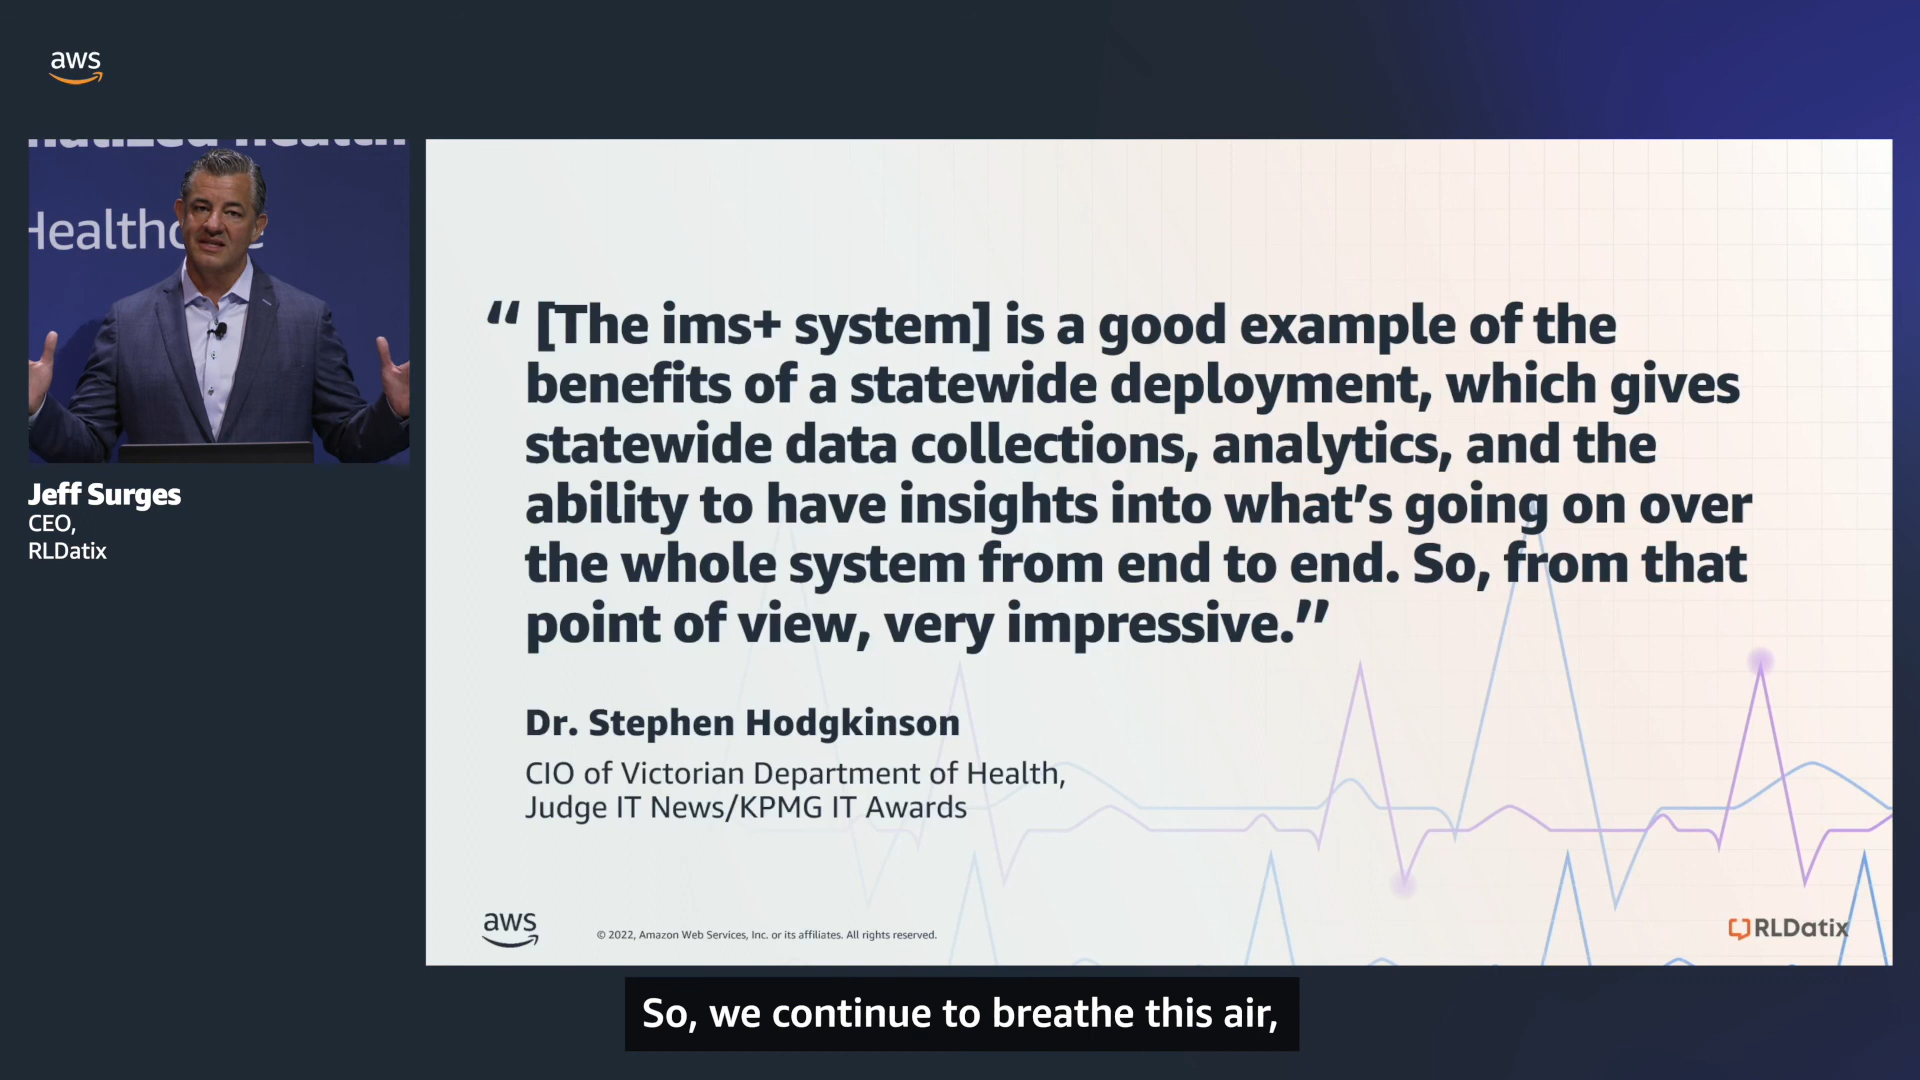 aws
Healthc
Jeff Surges
CEO,
RLDatix
“ [The ims+ system] is a good example of the
benefits of a statewide deployment, which gives
statewide data collections, analytics, and the
ability to have insights into what’s going on over
the whole system from end to end. So, from that
point of view, very impressive.”
Dr. Stephen Hodgkinson
CIO of Victorian Department of Health,
Judge IT News/KPMG IT Awards
aws
© 2022, Amazon Web Services, Inc. or its affiliates. All rights reserved.
RLDatix
So, we continue to breathe this air,